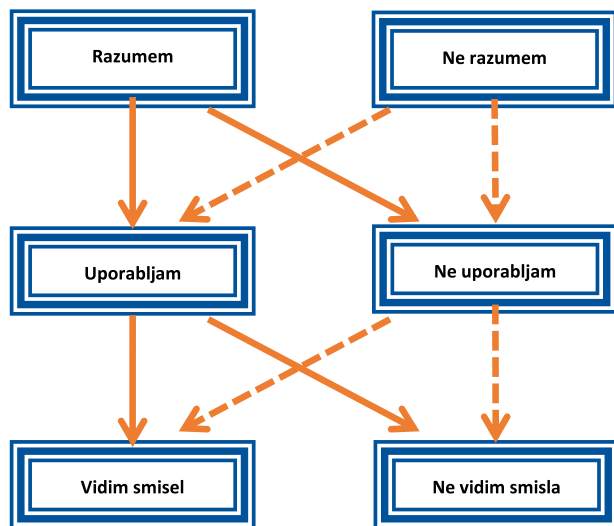 Razumem
Ne razumem
Uporabljam
Ne uporabljam
Vidim smisel
Ne vidim smisla